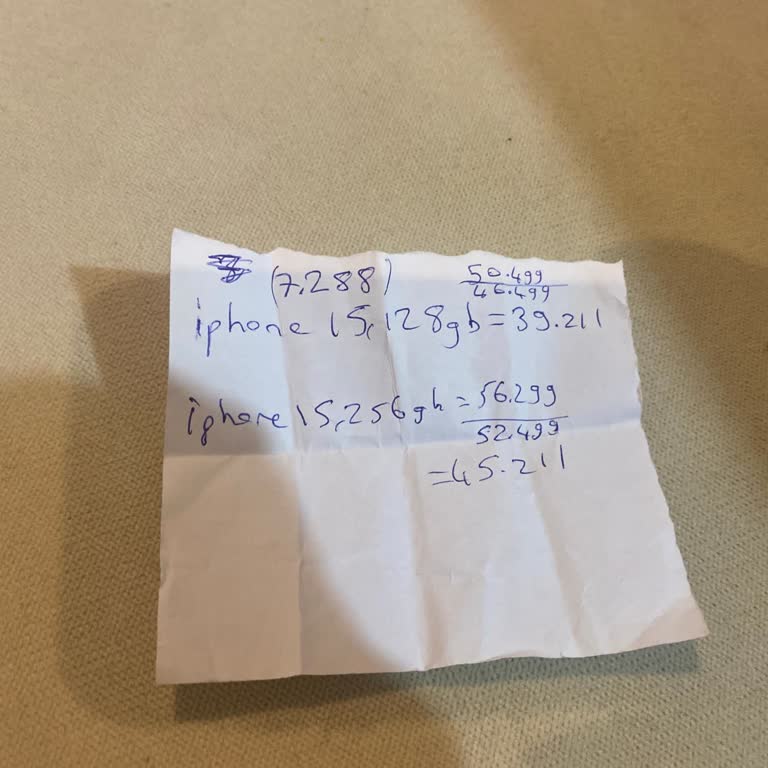 (7.288)
50.499
46.499
iphone 15,128gb=39.211
iphone 15,256gb=56.299
52.499
=45.211